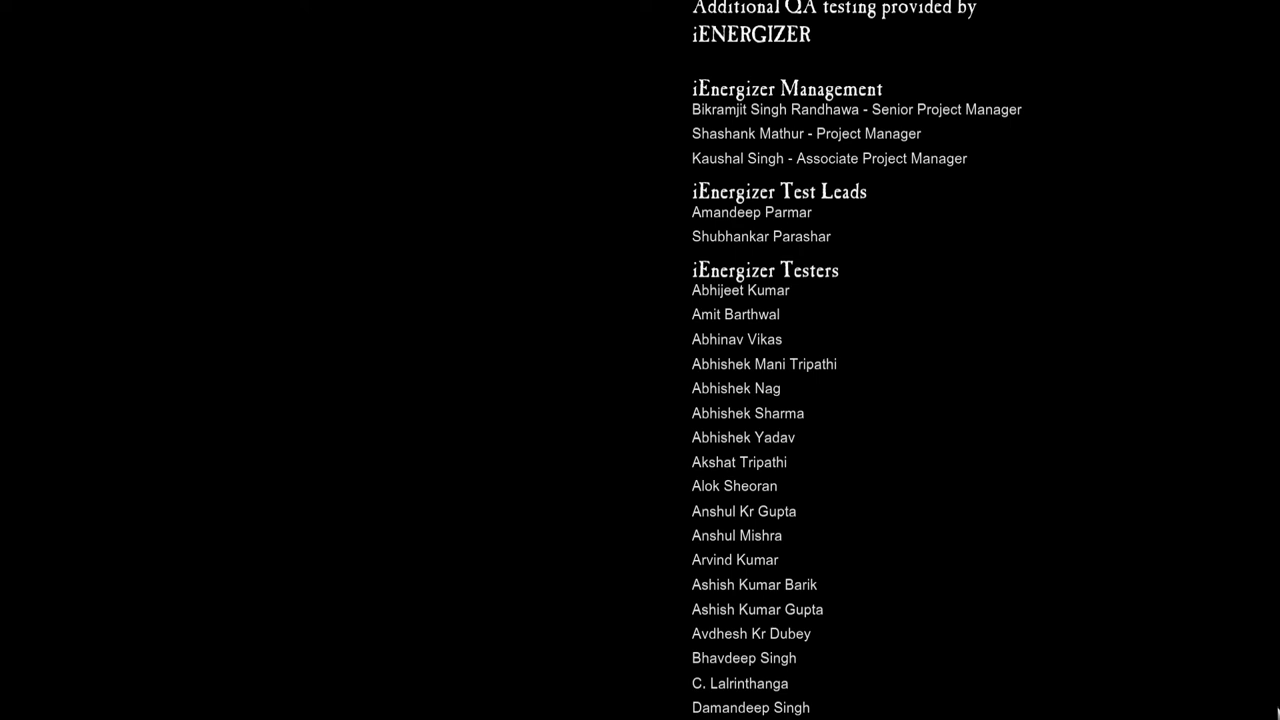 Additional QA testing provided by
iENERGIZER
iEnergizer Management
Bikramjit Singh Randhawa - Senior Project Manager
Shashank Mathur - Project Manager
Kaushal Singh - Associate Project Manager
iEnergizer Test Leads
Amandeep Parmar
Shubhankar Parashar
iEnergizer Testers
Abhijeet Kumar
Amit Barthwal
Abhinav Vikas
Abhishek Mani Tripathi
Abhishek Nag
Abhishek Sharma
Abhishek Yadav
Akshat Tripathi
Alok Sheoran
Anshul Kr Gupta
Anshul Mishra
Arvind Kumar
Ashish Kumar Barik
Ashish Kumar Gupta
Avdhesh Kr Dubey
Bhavdeep Singh
C. Lalrinthanga
Damandeep Singh